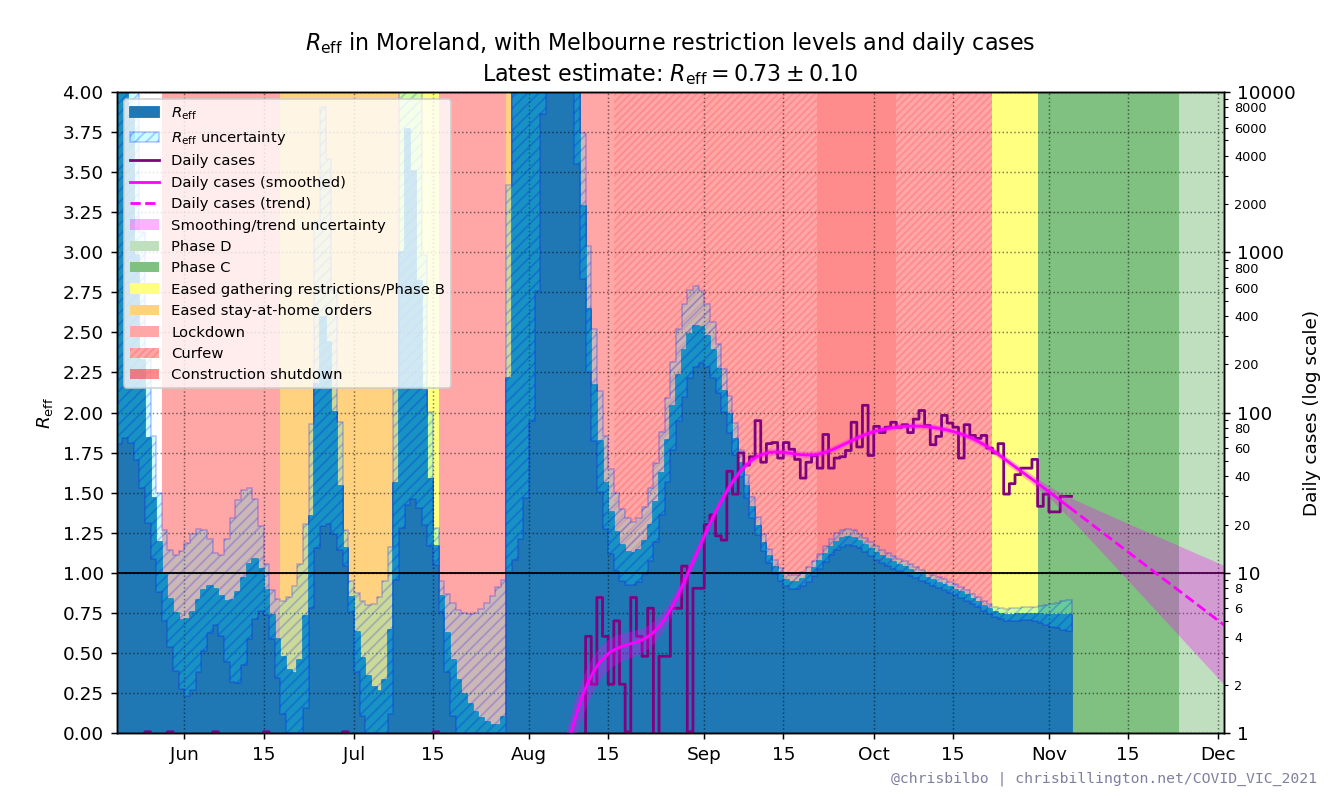 Reff in Moreland, with Melbourne restriction levels and daily cases
Latest estimate: Reff = 0.73 ± 0.10
4.00
3.75
3.50
3.25
3.00
2.75
2.50
2.25
2.00
1.75
1.50
1.25
1.00
0.75
0.50
0.25
0.00
Reff
Reff
Reff uncertainty
Daily cases
Daily cases (smoothed)
Daily cases (trend)
Smoothing/trend uncertainty
Phase D
Phase C
Eased gathering restrictions/Phase B
Eased stay-at-home orders
Lockdown
Curfew
Construction shutdown
10000
8000
6000
4000
2000
1000
800
600
400
200
100
80
60
40
20
10
8
6
4
2
1
Daily cases (log scale)
Jun 15 Jul 15 Aug 15 Sep 15 Oct 15 Nov 15 Dec
@chrisbilbo | chrisbillington.net/COVID_VIC_2021